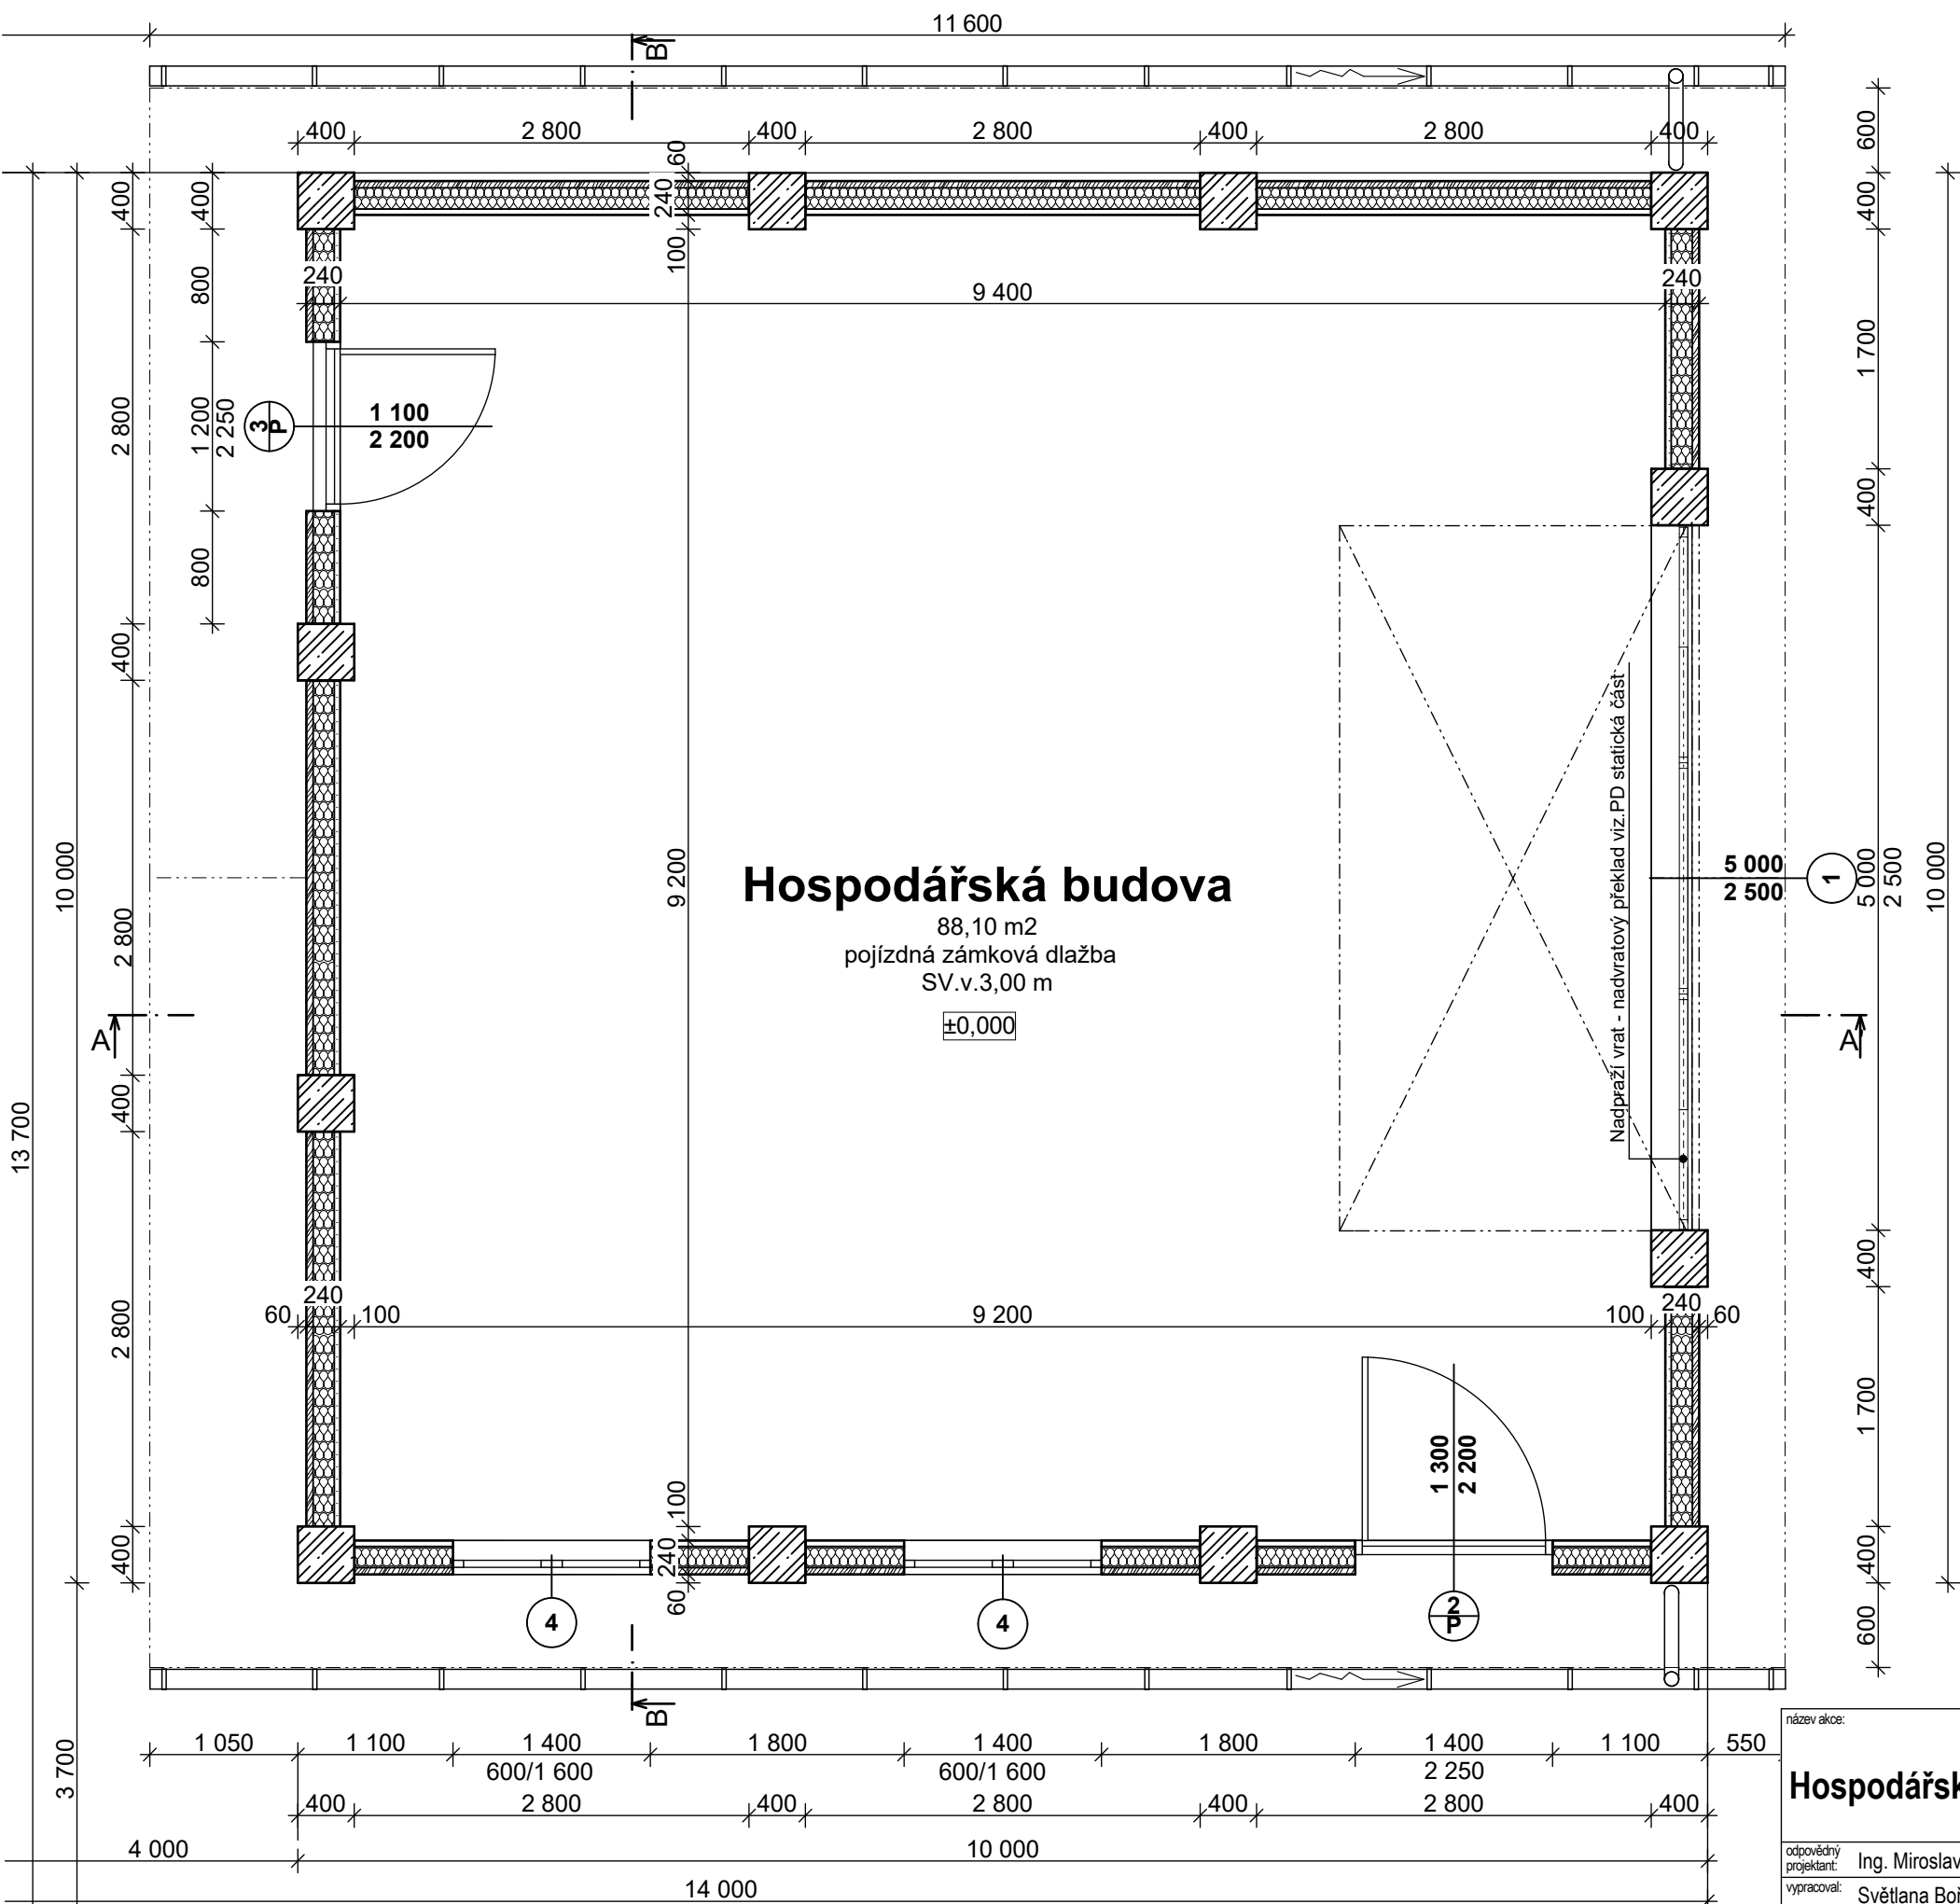 11 600
B
400 2 800 400 2 800 400 2 800 400
60
240
100
600
400
1 700
400
5 000
2 500
400
1 700
400
600
10 000
400
2 800
400
2 800
400
2 800
400
400
800
1 200
2 250
800
10 000
13 700
3 700
240
9 400
240
3
P
1 100
2 200
9 200
Hospodářská budova
88,10 m2
pojízdná zámková dlažba
SV.v.3,00 m
±0,000
Nadpraží vrat - nadvratový překlad viz.PD statická část
5 000
2 500
1
A
A
60 240 100
9 200
100 240 60
1 300
2 200
100
240
60
4
4
2
P
B
1 050 1 100 1 400 1 800 1 400 1 800 1 400 1 100 550
600/1 600 600/1 600 2 250
400 2 800 400 2 800 400 2 800 400
4 000 10 000
14 000
název akce:
Hospodářsk
odpovědný
projektant: Ing. Miroslav
vypracoval: Světlana Boř